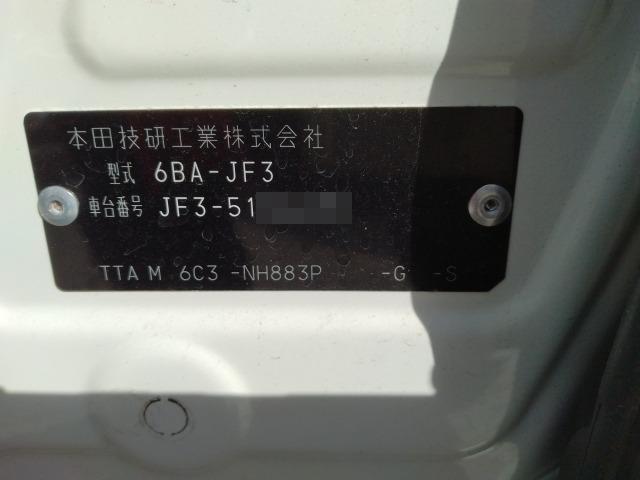 本田技研工業株式会社
型式 6BA-JF3
車台番号 JF3-51
TTA M 6C3 -NH883P -G -S